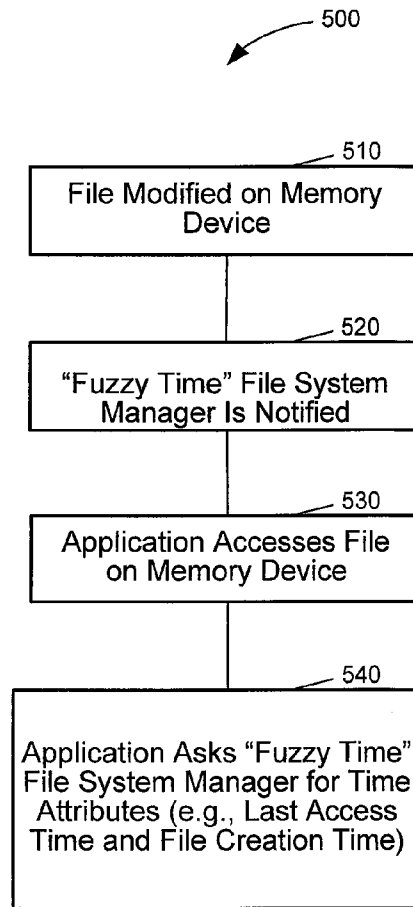 500
510
File Modified on Memory
Device
520
“Fuzzy Time” File System
Manager Is Notified
530
Application Accesses File
on Memory Device
540
Application Asks “Fuzzy Time”
File System Manager for Time
Attributes (e.g., Last Access
Time and File Creation Time)